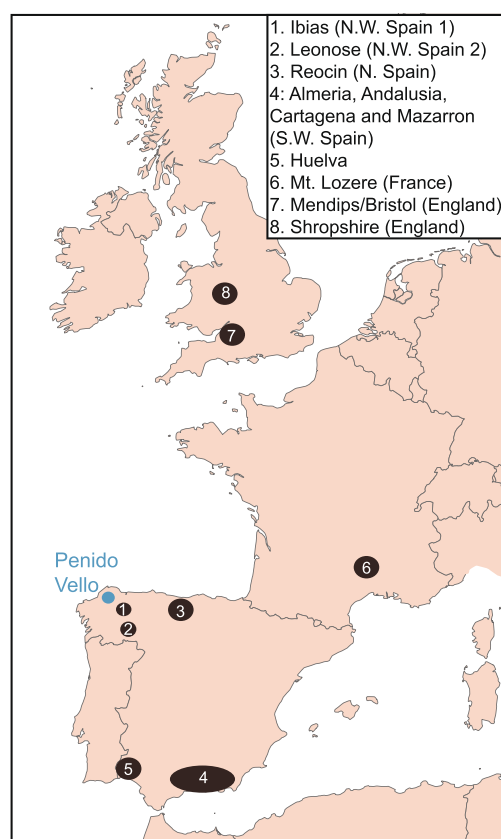 1. Ibias (N.W. Spain 1)
2. Leonose (N.W. Spain 2)
3. Reocin (N. Spain)
4: Almeria, Andalusia,
Cartagena and Mazarron
(S.W. Spain)
5. Huelva
6. Mt. Lozere (France)
7. Mendips/Bristol (England)
8. Shropshire (England)
8
7
6
Penido
Vello
1
3
2
5
4